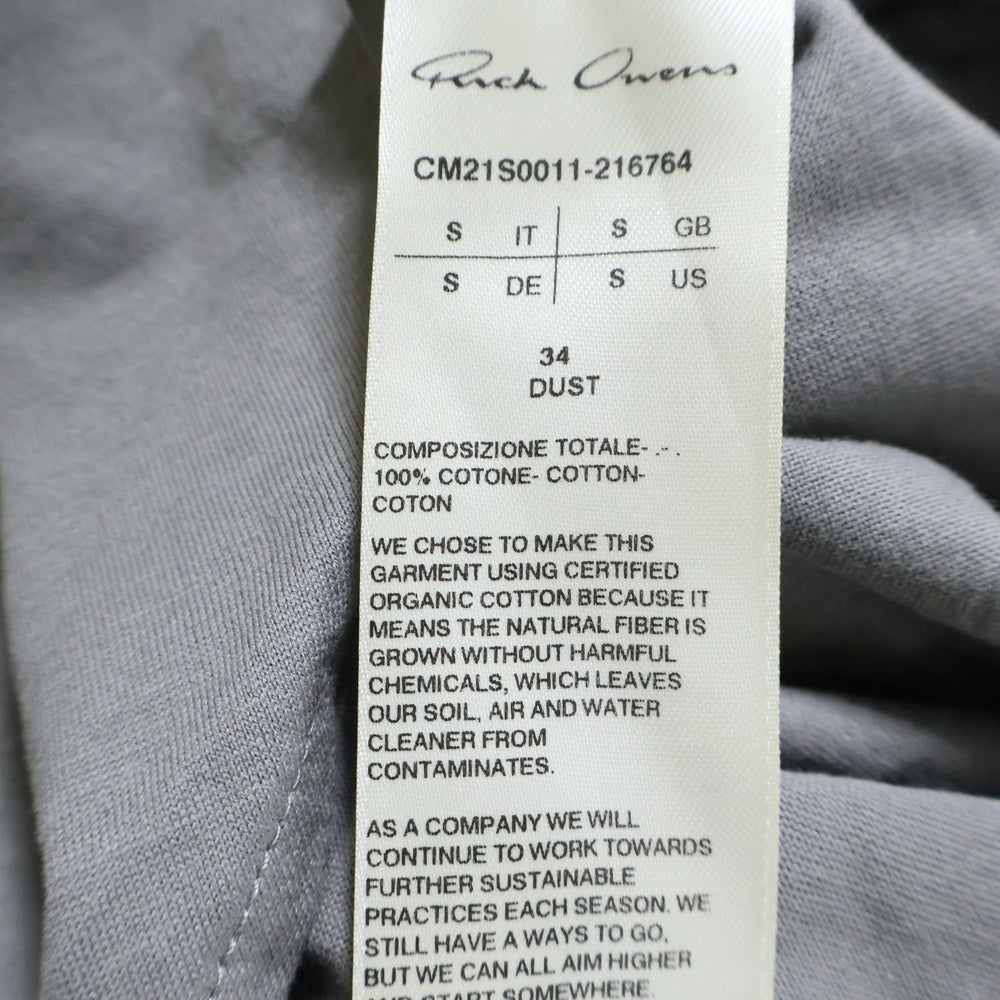 Rick Owens
CM21S0011-216764
S IT S GB
S DE S US
34
DUST
COMPOSIZIONE TOTALE- .- .
100% COTONE- COTTON-
COTON
WE CHOSE TO MAKE THIS
GARMENT USING CERTIFIED
ORGANIC COTTON BECAUSE IT
MEANS THE NATURAL FIBER IS
GROWN WITHOUT HARMFUL
CHEMICALS, WHICH LEAVES
OUR SOIL, AIR AND WATER
CLEANER FROM
CONTAMINATES.
AS A COMPANY WE WILL
CONTINUE TO WORK TOWARDS
FURTHER SUSTAINABLE
PRACTICES EACH SEASON. WE
STILL HAVE A WAYS TO GO,
BUT WE CAN ALL AIM HIGHER
AND START SOMEWHERE.